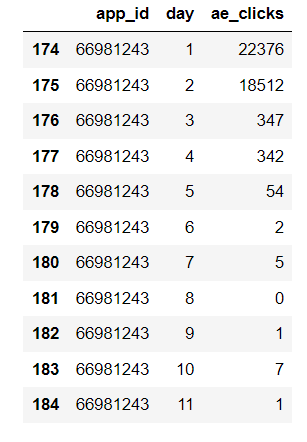 app_id day ae_clicks
174 66981243 1 22376
175 66981243 2 18512
176 66981243 3 347
177 66981243 4 342
178 66981243 5 54
179 66981243 6 2
180 66981243 7 5
181 66981243 8 0
182 66981243 9 1
183 66981243 10 7
184 66981243 11 1